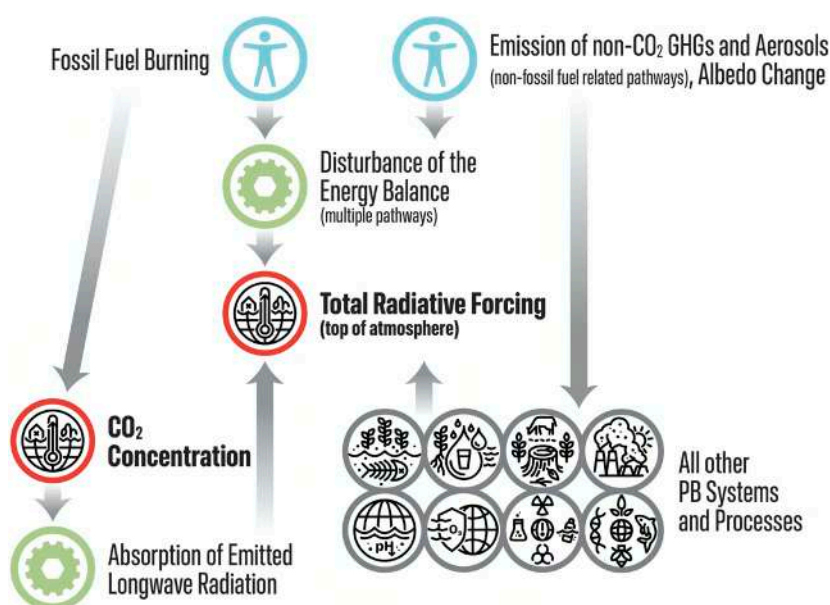 Fossil Fuel Burning
Emission of non-CO₂ GHGs and Aerosols
(non-fossil fuel related pathways), Albedo Change
Disturbance of the
Energy Balance
(multiple pathways)
Total Radiative Forcing
(top of atmosphere)
CO₂
Concentration
All other
PB Systems
and Processes
pH
O₃
Absorption of Emitted
Longwave Radiation